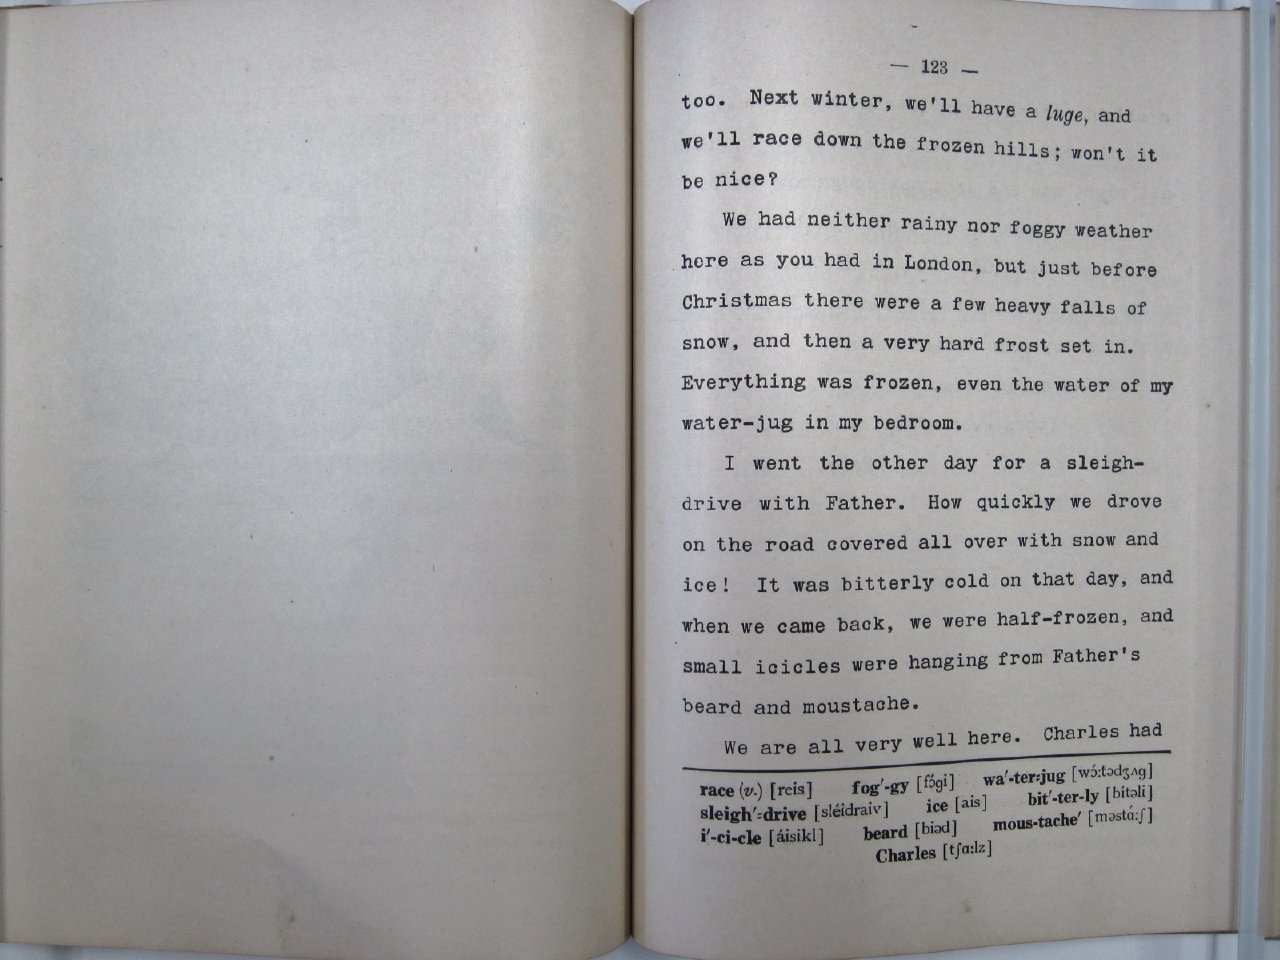 — 123 —
too. Next winter, we'll have a luge, and
we'll race down the frozen hills; won't it
be nice?
We had neither rainy nor foggy weather
here as you had in London, but just before
Christmas there were a few heavy falls of
snow, and then a very hard frost set in.
Everything was frozen, even the water of my
water-jug in my bedroom.
I went the other day for a sleigh-
drive with Father. How quickly we drove
on the road covered all over with snow and
ice! It was bitterly cold on that day, and
when we came back, we were half-frozen, and
small icicles were hanging from Father's
beard and moustache.
We are all very well here. Charles had
race (v.) [reis] fog′-gy [fɔ́gi] wa′-ter=jug [wɔ́:tədʒʌg]
sleigh′=drive [sléidraiv] ice [ais] bit′-ter-ly [bítəli]
i′-ci-cle [áisikl] beard [biəd] mous-tache′ [məstɑ́:ʃ]
Charles [tʃɑ:lz]